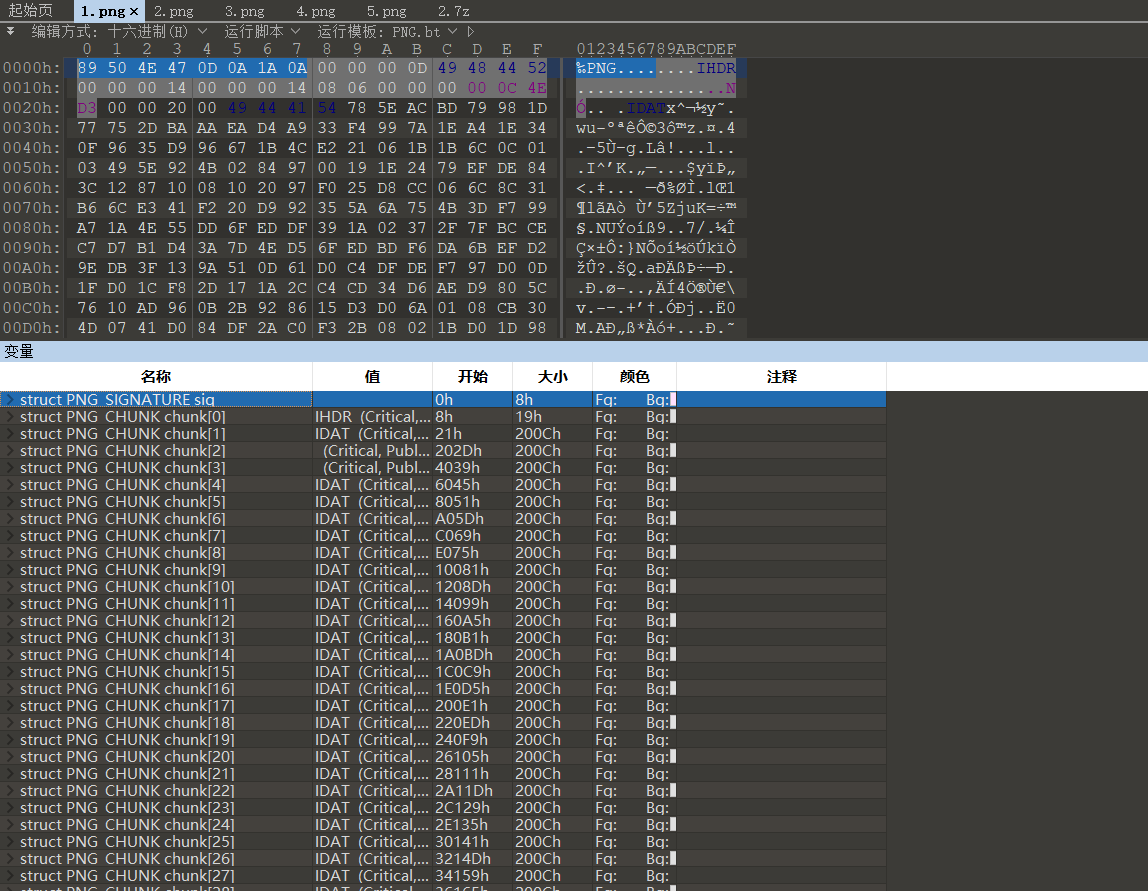 起始页 1.png × 2.png 3.png 4.png 5.png 2.7z
编辑方式: 十六进制(H) 运行脚本 运行模板: PNG.bt
0 1 2 3 4 5 6 7 8 9 A B C D E F 0123456789ABCDEF
0000h: 89 50 4E 47 0D 0A 1A 0A 00 00 00 0D 49 48 44 52 ‰PNG........IHDR
0010h: 00 00 00 14 00 00 00 14 08 06 00 00 00 00 0C 4E ...............N
0020h: D3 00 00 20 00 49 44 41 54 78 5E AC BD 79 98 1D Ó.. .IDATx^¬½y˜.
0030h: 77 75 2D BA AA EA D4 A9 33 F4 99 7A 1E A4 1E 34 wu-ºªêÔ©3ô™z.¤.4
0040h: 0F 96 35 D9 96 67 1B 4C E2 21 06 1B 1B 6C 0C 01 .–5Ù–g.Lâ!...l..
0050h: 03 49 5E 92 4B 02 84 97 00 19 1E 24 79 EF DE 84 .I^’K.„—...$yïÞ„
0060h: 3C 12 87 10 08 10 20 97 F0 25 D8 CC 06 6C 8C 31 <.‡... —ð%ØÌ.lŒ1
0070h: B6 6C E3 41 F2 20 D9 92 35 5A 6A 75 4B 3D F7 99 ¶lãAò Ù’5ZjuK=÷™
0080h: A7 1A 4E 55 DD 6F ED DF 39 1A 02 37 2F 7F BC CE §.NUÝoíß9..7/.¼Î
0090h: C7 D7 B1 D4 3A 7D 4E D5 6F ED BD F6 DA 6B EF D2 Ç×±Ô:}NÕoí½öÚkïÒ
00A0h: 9E DB 3F 13 9A 51 0D 61 D0 C4 DF DE F7 97 D0 0D žÛ?.šQ.aÐÄßÞ÷—Ð.
00B0h: 1F D0 1C F8 2D 17 1A 2C C4 CD 34 D6 AE D9 80 5C .Ð.ø-..,ÄÍ4Ö®Ù€\
00C0h: 76 10 AD 96 0B 2B 92 86 15 D3 D0 6A 01 08 CB 30 v.-–.+’†.ÓÐj..Ë0
00D0h: 4D 07 41 D0 84 DF 2A C0 F3 2B 08 02 1B D0 1D 98 M.AÐ„ß*Àó+...Ð.˜
变量
名称 值 开始 大小 颜色 注释
struct PNG_SIGNATURE sig 0h 8h Fg: Bg:
struct PNG_CHUNK chunk[0] IHDR (Critical,... 8h 19h Fg: Bg:
struct PNG_CHUNK chunk[1] IDAT (Critical,... 21h 200Ch Fg: Bg:
struct PNG_CHUNK chunk[2] (Critical, Publ... 202Dh 200Ch Fg: Bg:
struct PNG_CHUNK chunk[3] (Critical, Publ... 4039h 200Ch Fg: Bg:
struct PNG_CHUNK chunk[4] IDAT (Critical,... 6045h 200Ch Fg: Bg:
struct PNG_CHUNK chunk[5] IDAT (Critical,... 8051h 200Ch Fg: Bg:
struct PNG_CHUNK chunk[6] IDAT (Critical,... A05Dh 200Ch Fg: Bg:
struct PNG_CHUNK chunk[7] IDAT (Critical,... C069h 200Ch Fg: Bg:
struct PNG_CHUNK chunk[8] IDAT (Critical,... E075h 200Ch Fg: Bg:
struct PNG_CHUNK chunk[9] IDAT (Critical,... 10081h 200Ch Fg: Bg:
struct PNG_CHUNK chunk[10] IDAT (Critical,... 1208Dh 200Ch Fg: Bg:
struct PNG_CHUNK chunk[11] IDAT (Critical,... 14099h 200Ch Fg: Bg:
struct PNG_CHUNK chunk[12] IDAT (Critical,... 160A5h 200Ch Fg: Bg:
struct PNG_CHUNK chunk[13] IDAT (Critical,... 180B1h 200Ch Fg: Bg:
struct PNG_CHUNK chunk[14] IDAT (Critical,... 1A0BDh 200Ch Fg: Bg:
struct PNG_CHUNK chunk[15] IDAT (Critical,... 1C0C9h 200Ch Fg: Bg:
struct PNG_CHUNK chunk[16] IDAT (Critical,... 1E0D5h 200Ch Fg: Bg:
struct PNG_CHUNK chunk[17] IDAT (Critical,... 200E1h 200Ch Fg: Bg:
struct PNG_CHUNK chunk[18] IDAT (Critical,... 220EDh 200Ch Fg: Bg:
struct PNG_CHUNK chunk[19] IDAT (Critical,... 240F9h 200Ch Fg: Bg:
struct PNG_CHUNK chunk[20] IDAT (Critical,... 26105h 200Ch Fg: Bg:
struct PNG_CHUNK chunk[21] IDAT (Critical,... 28111h 200Ch Fg: Bg:
struct PNG_CHUNK chunk[22] IDAT (Critical,... 2A11Dh 200Ch Fg: Bg:
struct PNG_CHUNK chunk[23] IDAT (Critical,... 2C129h 200Ch Fg: Bg:
struct PNG_CHUNK chunk[24] IDAT (Critical,... 2E135h 200Ch Fg: Bg:
struct PNG_CHUNK chunk[25] IDAT (Critical,... 30141h 200Ch Fg: Bg:
struct PNG_CHUNK chunk[26] IDAT (Critical,... 3214Dh 200Ch Fg: Bg:
struct PNG_CHUNK chunk[27] IDAT (Critical,... 34159h 200Ch Fg: Bg: